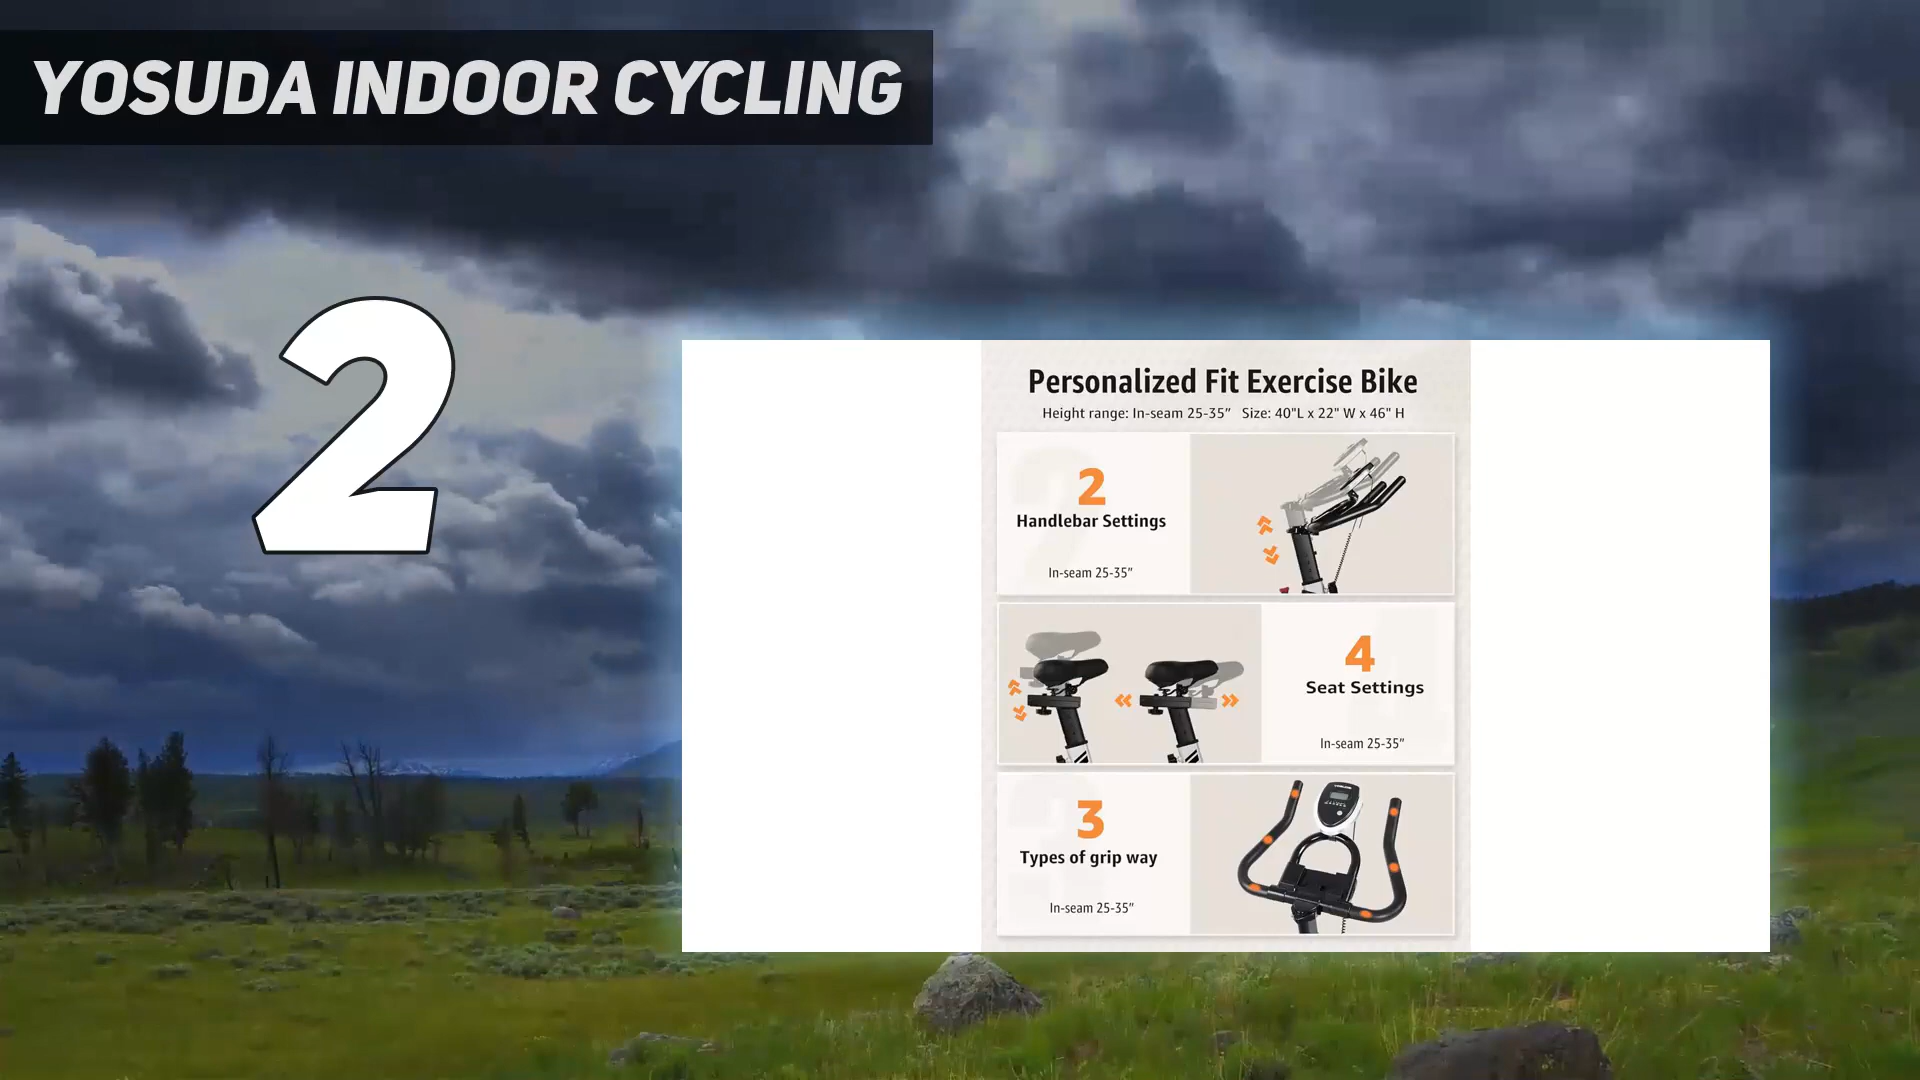 YOSUDA INDOOR CYCLING
2
Personalized Fit Exercise Bike
Height range: In-seam 25-35” Size: 40"L x 22" W x 46" H
2
Handlebar Settings
In-seam 25-35”
4
Seat Settings
In-seam 25-35”
3
Types of grip way
In-seam 25-35”